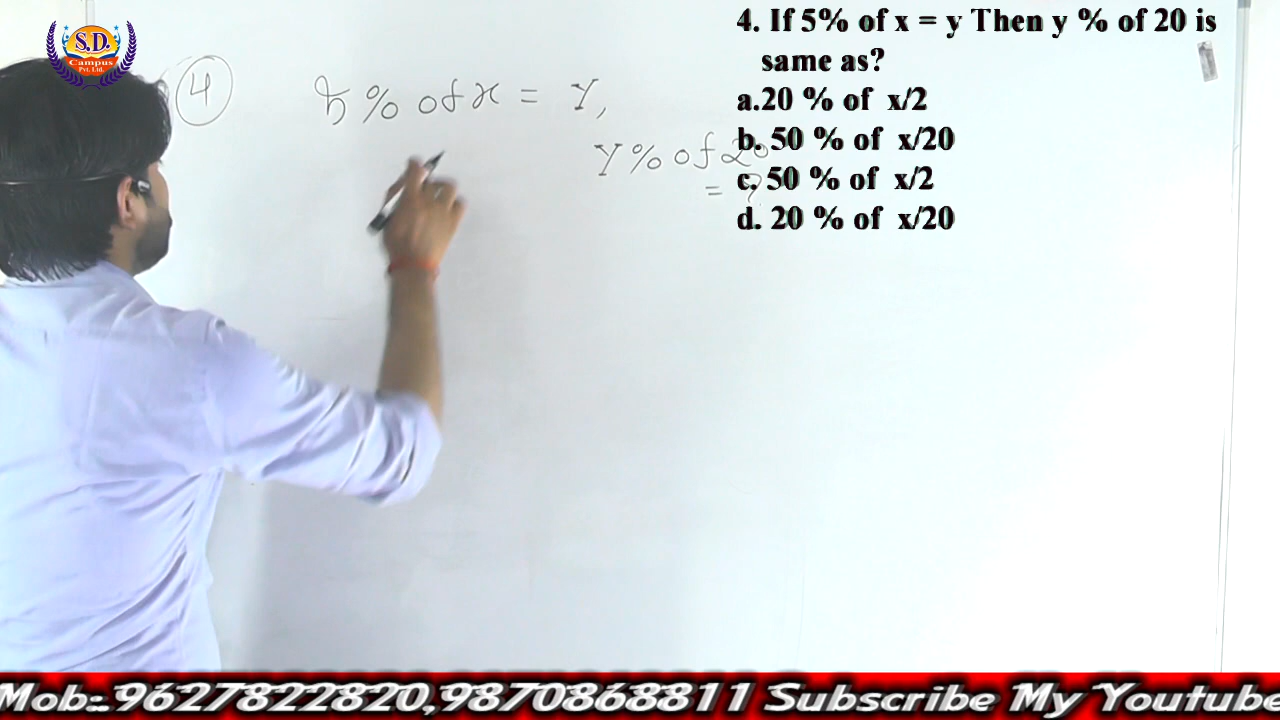 S.D.
Campus
Pvt. Ltd.
4. If 5% of x = y Then y % of 20 is
same as?
a.20 % of x/2
b. 50 % of x/20
c. 50 % of x/2
d. 20 % of x/20
4
5 % of x = y,
y % of 20
= ?
Mob:.9627822820,9870868811 Subscribe My Youtube